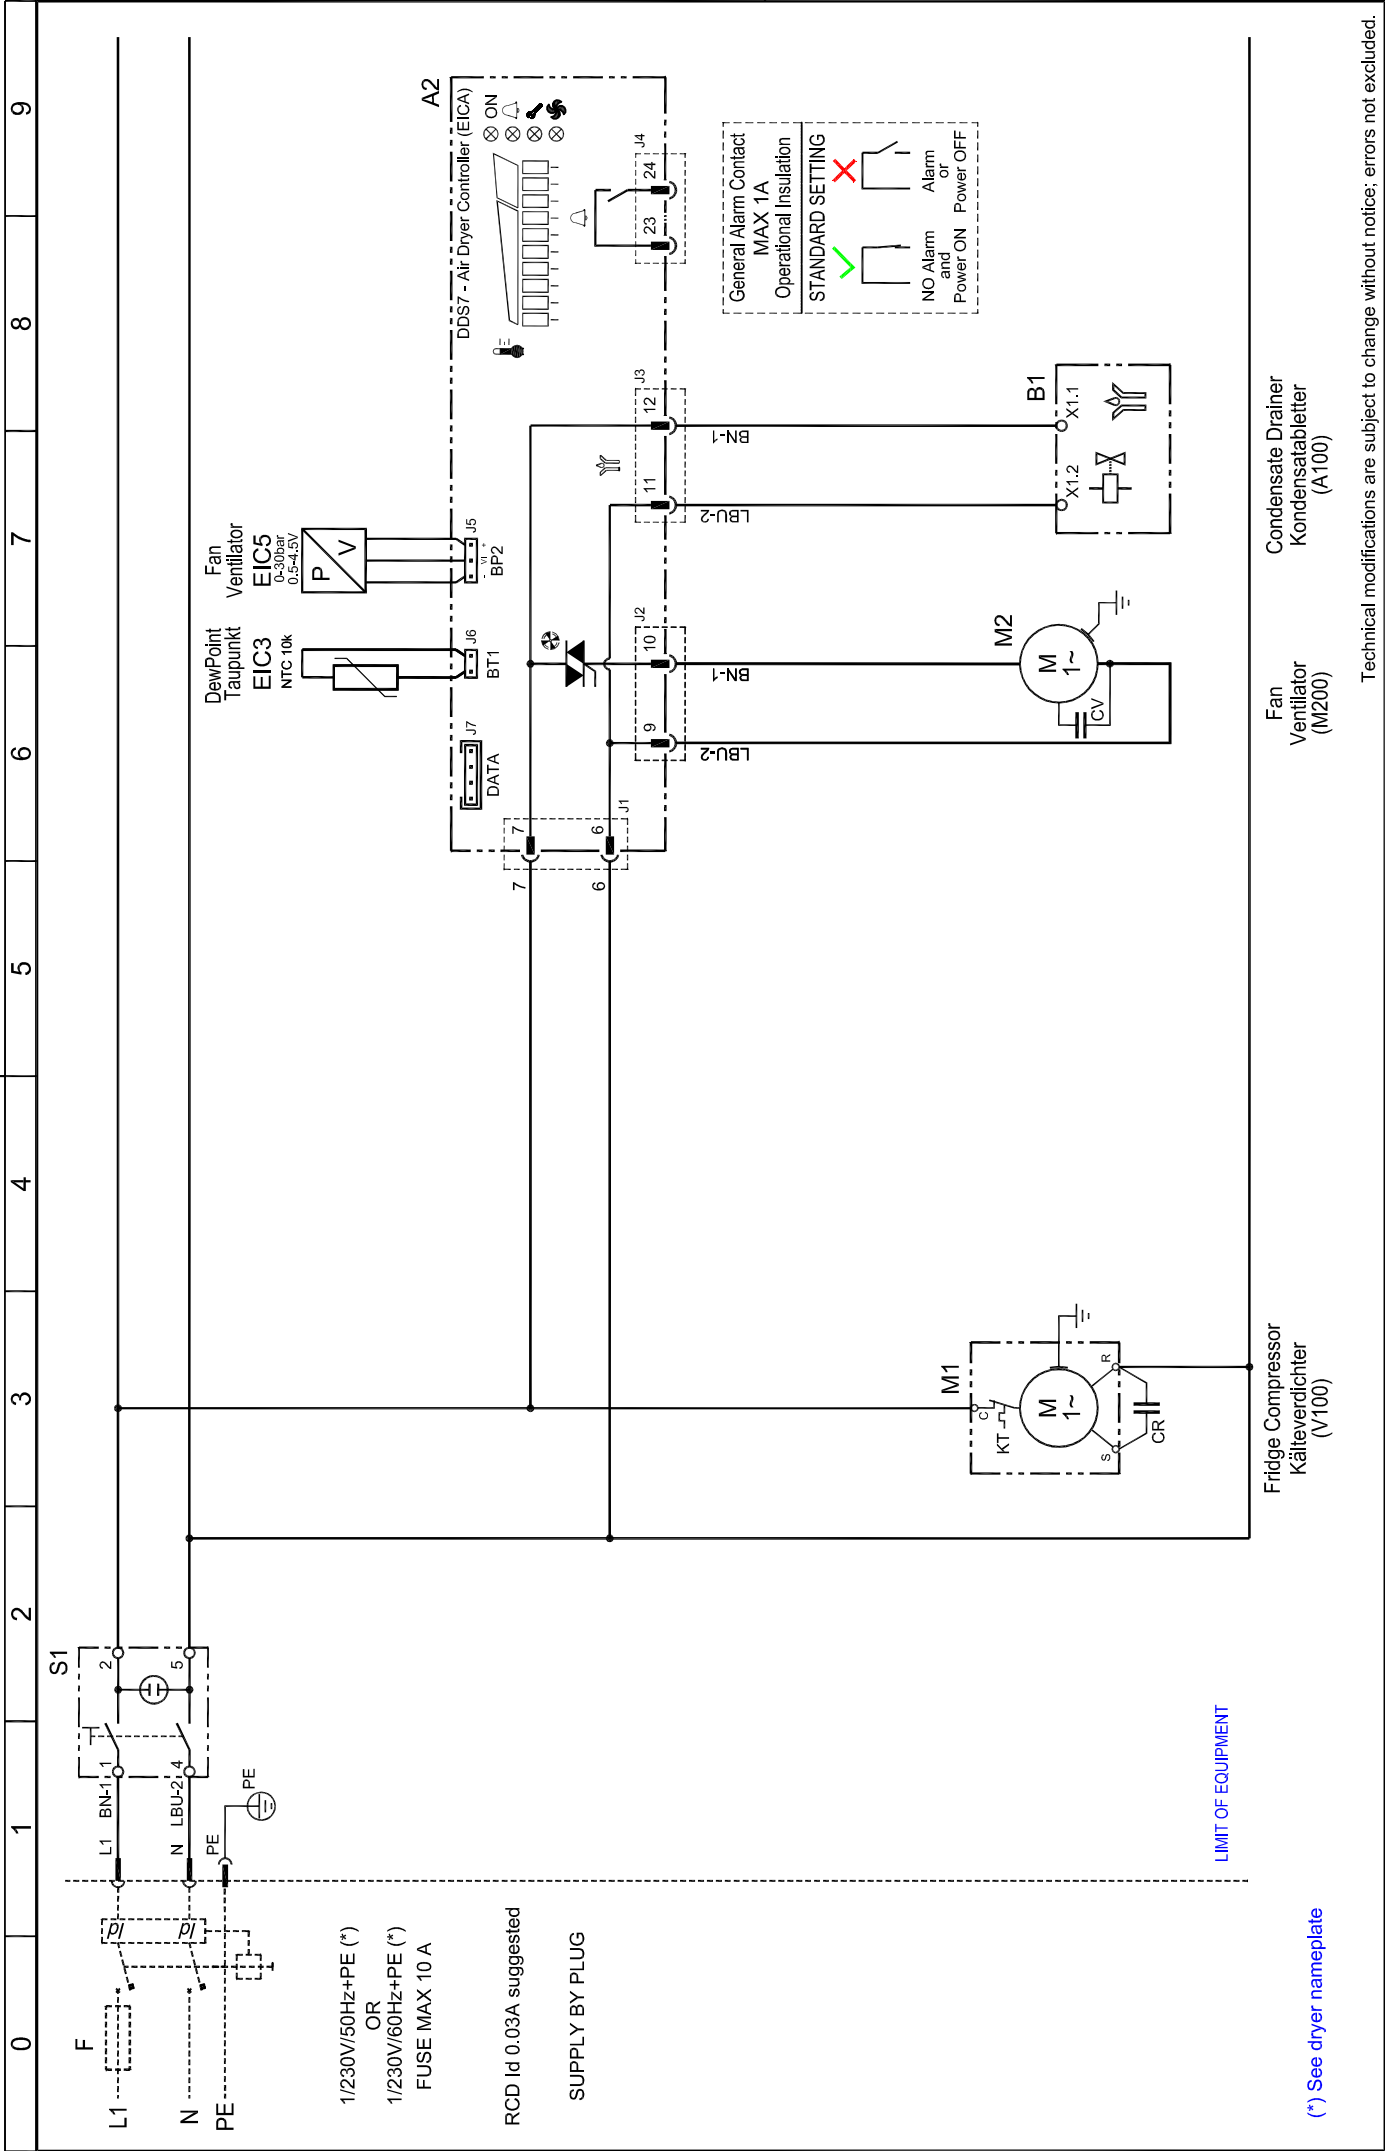 0 1 2 3 4 5 6 7 8 9
F
L1
N
PE
Id
Id
L1 BN-1 1
N LBU-2 4
PE
PE
S1
2
5
1/230V/50Hz+PE (*)
OR
1/230V/60Hz+PE (*)
FUSE MAX 10 A
RCD Id 0.03A suggested
SUPPLY BY PLUG
LIMIT OF EQUIPMENT
(*) See dryer nameplate
M1
C
KT
M
1~
S
R
CR
Fridge Compressor
Kälteverdichter
(V100)
7
7
6
6
J1
DewPoint
Taupunkt
EIC3
NTC 10k
Fan
Ventilator
EIC5
0-30bar
0.5-4.5V
P
V
J7
DATA
J6
BT1
J5
- VI +
BP2
A2
DDS7 - Air Dryer Controller (EICA)
ON
9
10
J2
11
12
J3
23
24
J4
LBU-2
BN-1
LBU-2
BN-1
General Alarm Contact
MAX 1A
Operational Insulation
STANDARD SETTING
NO Alarm
and
Power ON
Alarm
or
Power OFF
M2
M
1~
CV
Fan
Ventilator
(M200)
B1
X1.2
X1.1
Condensate Drainer
Kondensatabletter
(A100)
Technical modifications are subject to change without notice; errors not excluded.